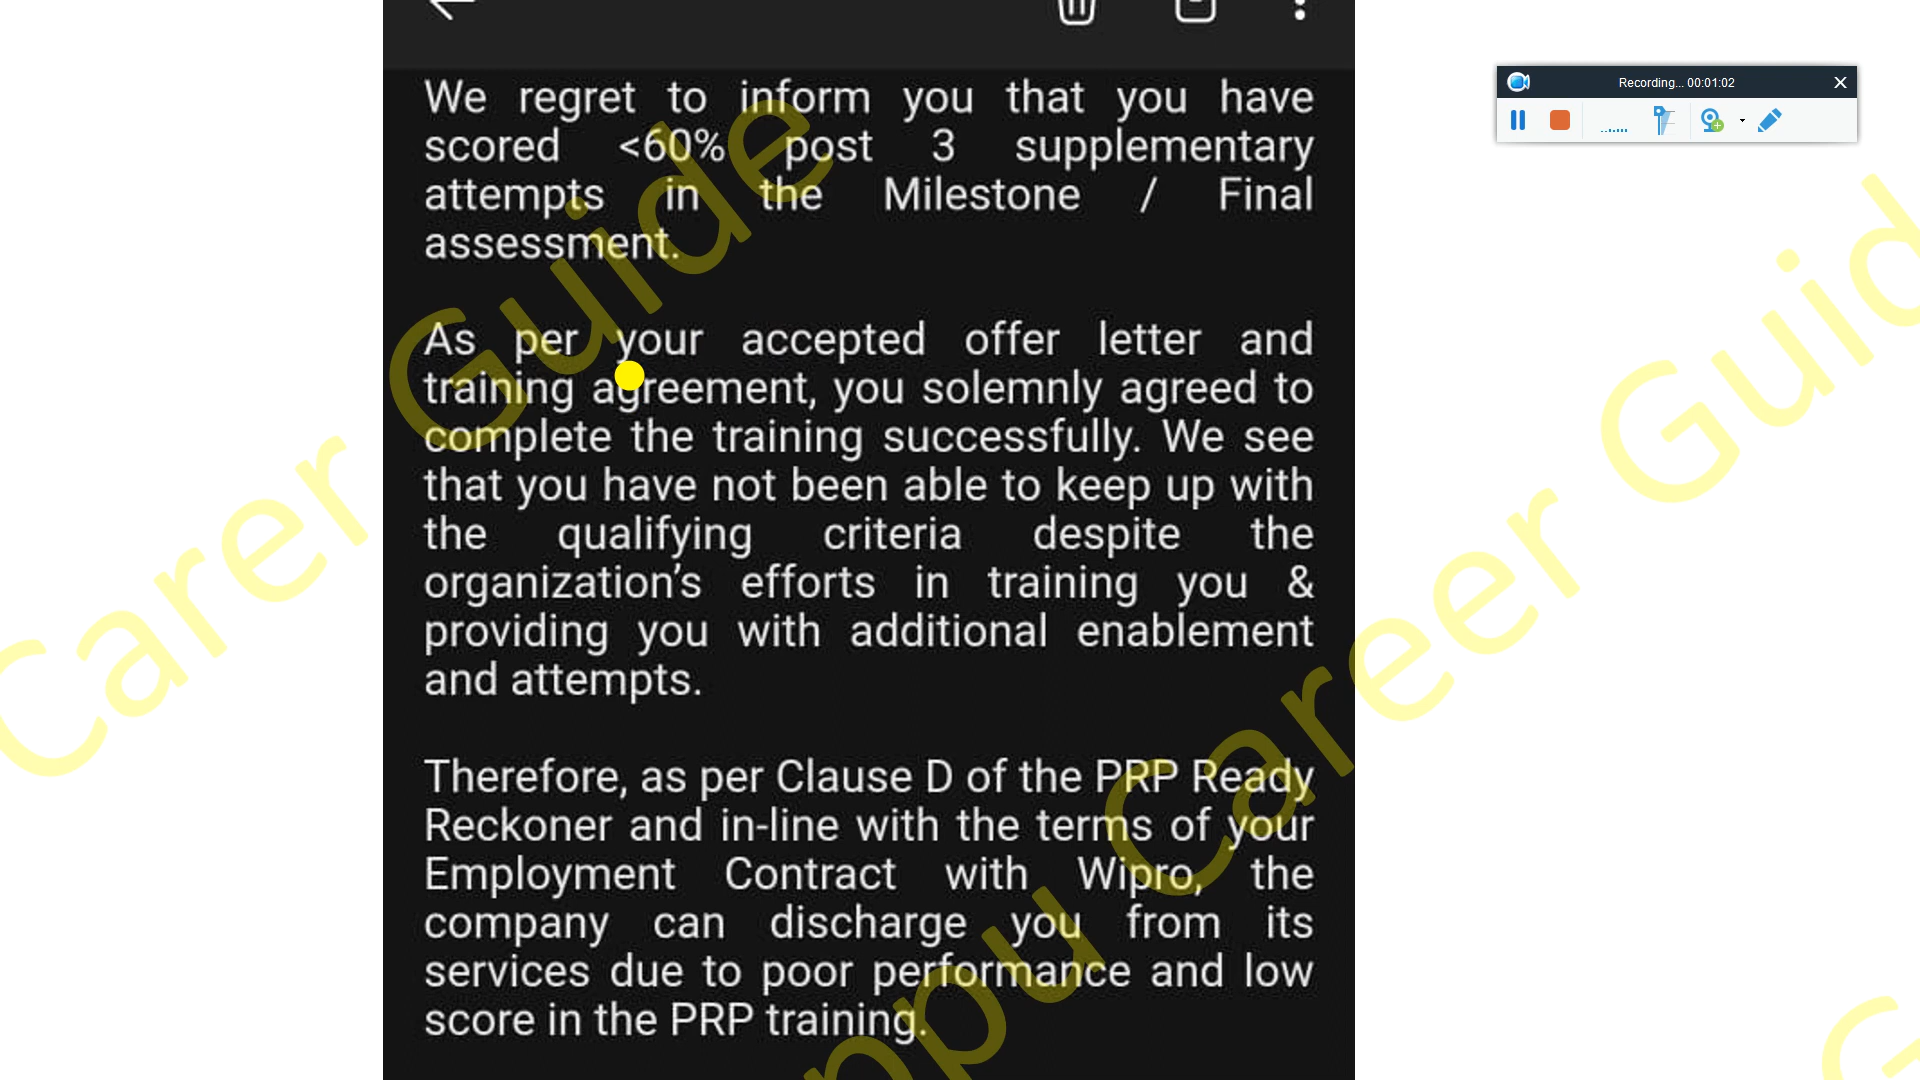 We regret to inform you that you have
scored <60% post 3 supplementary
attempts in the Milestone / Final
assessment.
As per your accepted offer letter and
training agreement, you solemnly agreed to
complete the training successfully. We see
that you have not been able to keep up with
the qualifying criteria despite the
organization’s efforts in training you &
providing you with additional enablement
and attempts.
Therefore, as per Clause D of the PRP Ready
Reckoner and in-line with the terms of your
Employment Contract with Wipro, the
company can discharge you from its
services due to poor performance and low
score in the PRP training.
Recording... 00:01:02
Career Guide
Career Guid